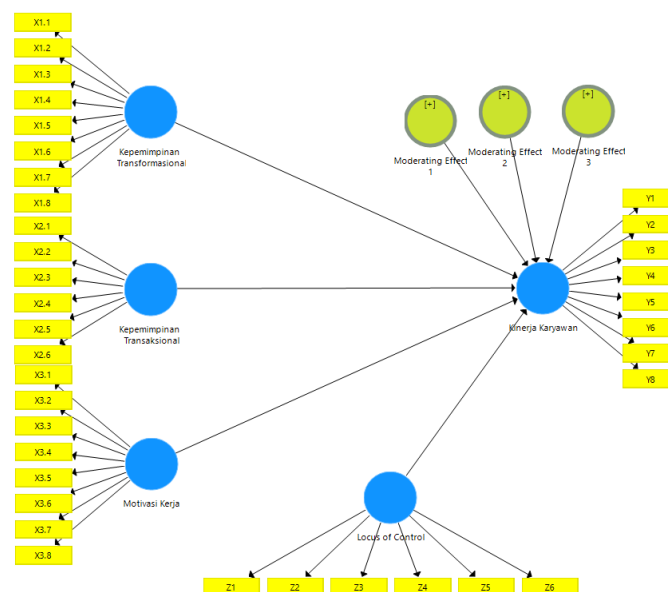 X1.1
X1.2
X1.3
X1.4
X1.5
X1.6
X1.7
X1.8
Kepemimpinan
Transformasional
X2.1
X2.2
X2.3
X2.4
X2.5
X2.6
Kepemimpinan
Transaksional
X3.1
X3.2
X3.3
X3.4
X3.5
X3.6
X3.7
X3.8
Motivasi Kerja
[+]
Moderating Effect
1
[+]
Moderating Effect
2
[+]
Moderating Effect
3
Kinerja Karyawan
Y1
Y2
Y3
Y4
Y5
Y6
Y7
Y8
Locus of Control
Z1
Z2
Z3
Z4
Z5
Z6